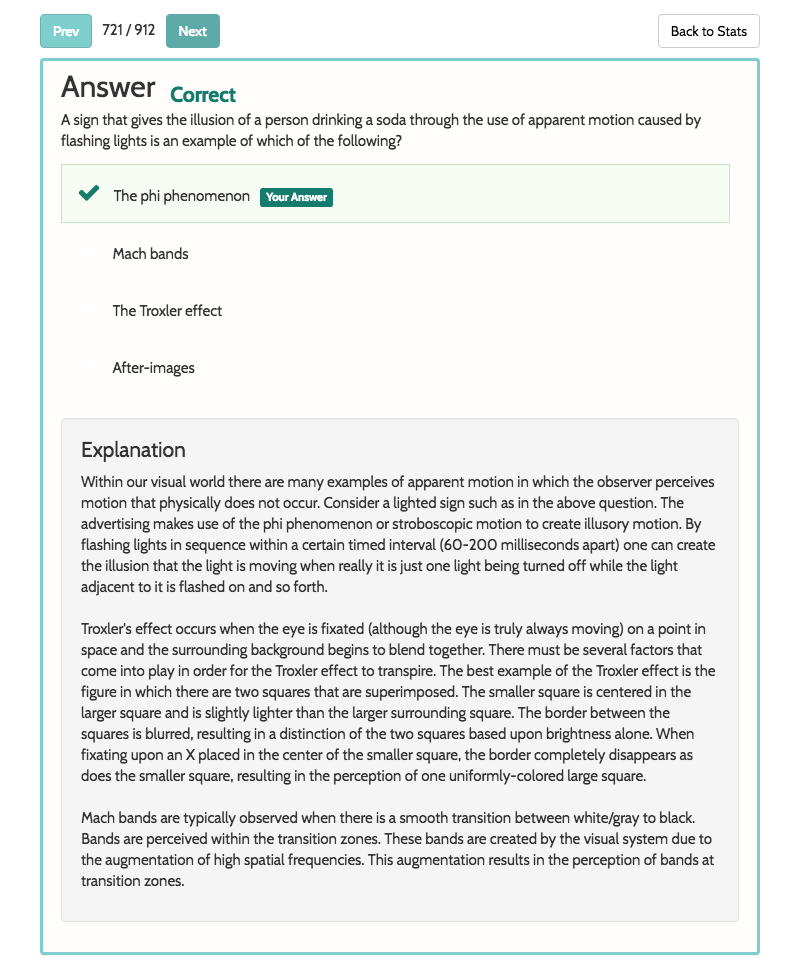 Prev 721 / 912 Next Back to Stats
Answer Correct
A sign that gives the illusion of a person drinking a soda through the use of apparent motion caused by
flashing lights is an example of which of the following?
The phi phenomenon Your Answer
Mach bands
The Troxler effect
After-images
Explanation
Within our visual world there are many examples of apparent motion in which the observer perceives
motion that physically does not occur. Consider a lighted sign such as in the above question. The
advertising makes use of the phi phenomenon or stroboscopic motion to create illusory motion. By
flashing lights in sequence within a certain timed interval (60-200 milliseconds apart) one can create
the illusion that the light is moving when really it is just one light being turned off while the light
adjacent to it is flashed on and so forth.
Troxler's effect occurs when the eye is fixated (although the eye is truly always moving) on a point in
space and the surrounding background begins to blend together. There must be several factors that
come into play in order for the Troxler effect to transpire. The best example of the Troxler effect is the
figure in which there are two squares that are superimposed. The smaller square is centered in the
larger square and is slightly lighter than the larger surrounding square. The border between the
squares is blurred, resulting in a distinction of the two squares based upon brightness alone. When
fixating upon an X placed in the center of the smaller square, the border completely disappears as
does the smaller square, resulting in the perception of one uniformly-colored large square.
Mach bands are typically observed when there is a smooth transition between white/gray to black.
Bands are perceived within the transition zones. These bands are created by the visual system due to
the augmentation of high spatial frequencies. This augmentation results in the perception of bands at
transition zones.